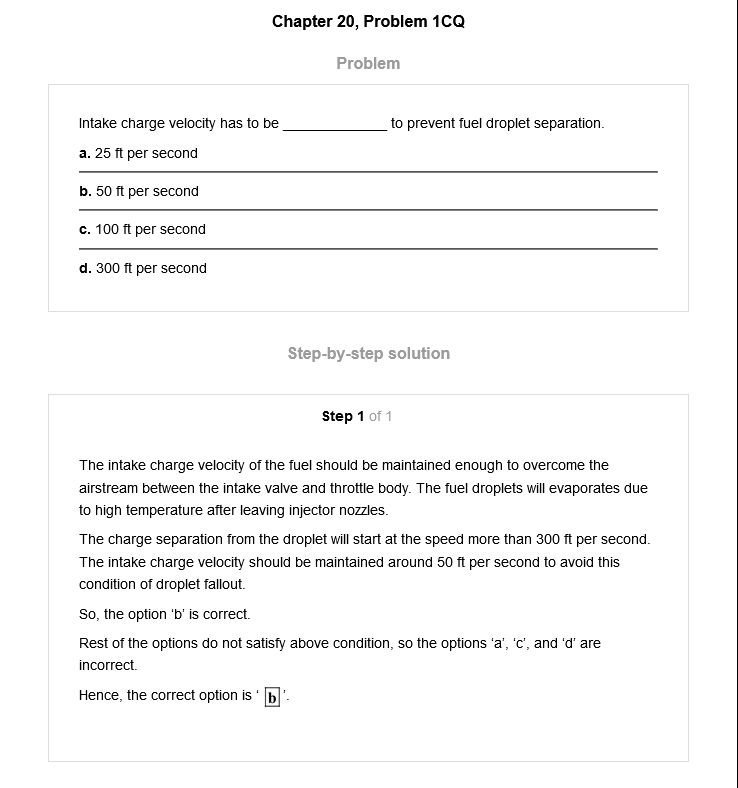 Chapter 20, Problem 1CQ
Problem
Intake charge velocity has to be _____________ to prevent fuel droplet separation.
a. 25 ft per second
b. 50 ft per second
c. 100 ft per second
d. 300 ft per second
Step-by-step solution
Step 1 of 1
The intake charge velocity of the fuel should be maintained enough to overcome the
airstream between the intake valve and throttle body. The fuel droplets will evaporates due
to high temperature after leaving injector nozzles.
The charge separation from the droplet will start at the speed more than 300 ft per second.
The intake charge velocity should be maintained around 50 ft per second to avoid this
condition of droplet fallout.
So, the option ‘b’ is correct.
Rest of the options do not satisfy above condition, so the options ‘a’, ‘c’, and ‘d’ are
incorrect.
Hence, the correct option is ‘ b ’.